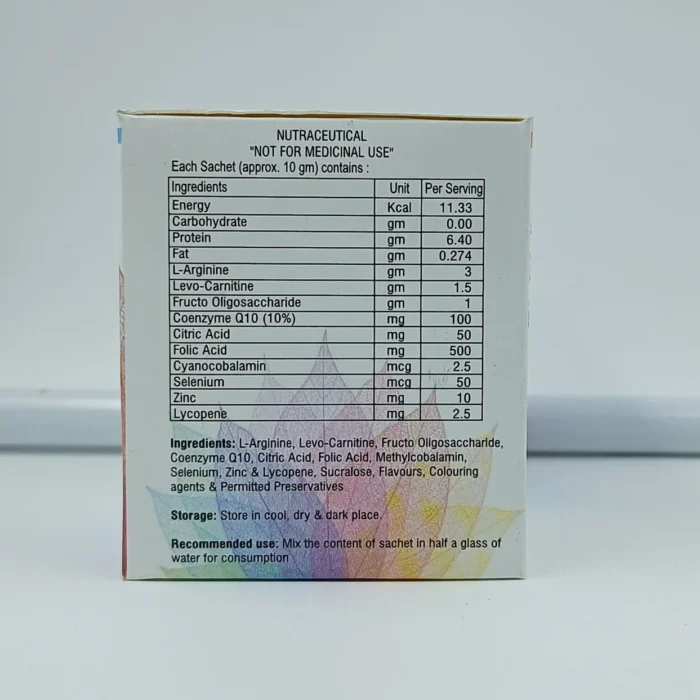 NUTRACEUTICAL
"NOT FOR MEDICINAL USE"
Each Sachet (approx. 10 gm) contains :
Ingredients Unit Per Serving
Energy Kcal 11.33
Carbohydrate gm 0.00
Protein gm 6.40
Fat gm 0.274
L-Arginine gm 3
Levo-Carnitine gm 1.5
Fructo Oligosaccharide gm 1
Coenzyme Q10 (10%) mg 100
Citric Acid mg 50
Folic Acid mg 500
Cyanocobalamin mcg 2.5
Selenium mcg 50
Zinc mg 10
Lycopene mg 2.5
Ingredients: L-Arginine, Levo-Carnitine, Fructo Oligosaccharide,
Coenzyme Q10, Citric Acid, Folic Acid, Methylcobalamin,
Selenium, Zinc & Lycopene, Sucralose, Flavours, Colouring
agents & Permitted Preservatives
Storage: Store in cool, dry & dark place.
Recommended use: Mix the content of sachet in half a glass of
water for consumption